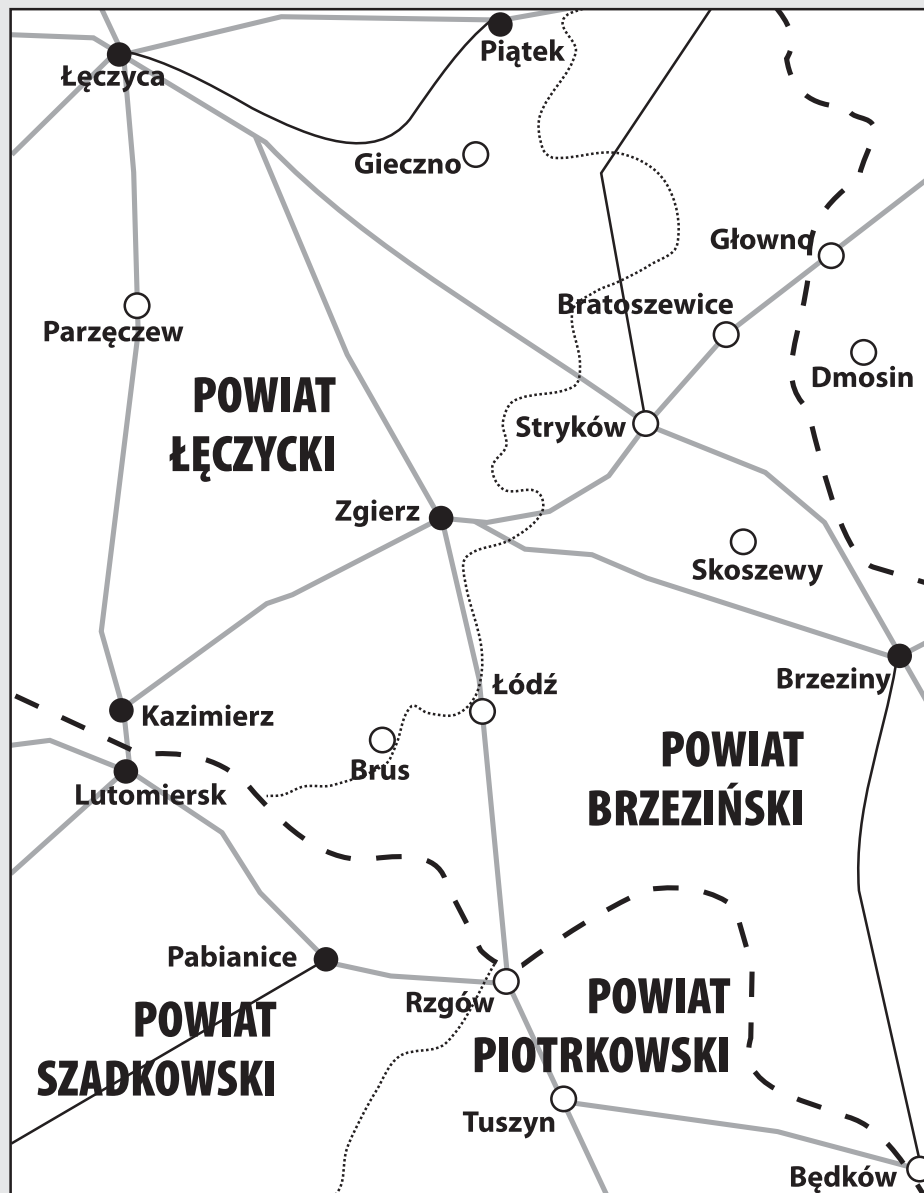 Piątek
Łęczyca
Gieczno
Głowno
Bratoszewice
Parzęczew
Dmosin
POWIAT
ŁĘCZYCKI
Stryków
Zgierz
Skoszewy
Brzeziny
Łódź
Kazimierz
Brus
POWIAT
BRZEZIŃSKI
Lutomiersk
Pabianice
Rzgów
POWIAT
PIOTRKOWSKI
POWIAT
SZADKOWSKI
Tuszyn
Będków